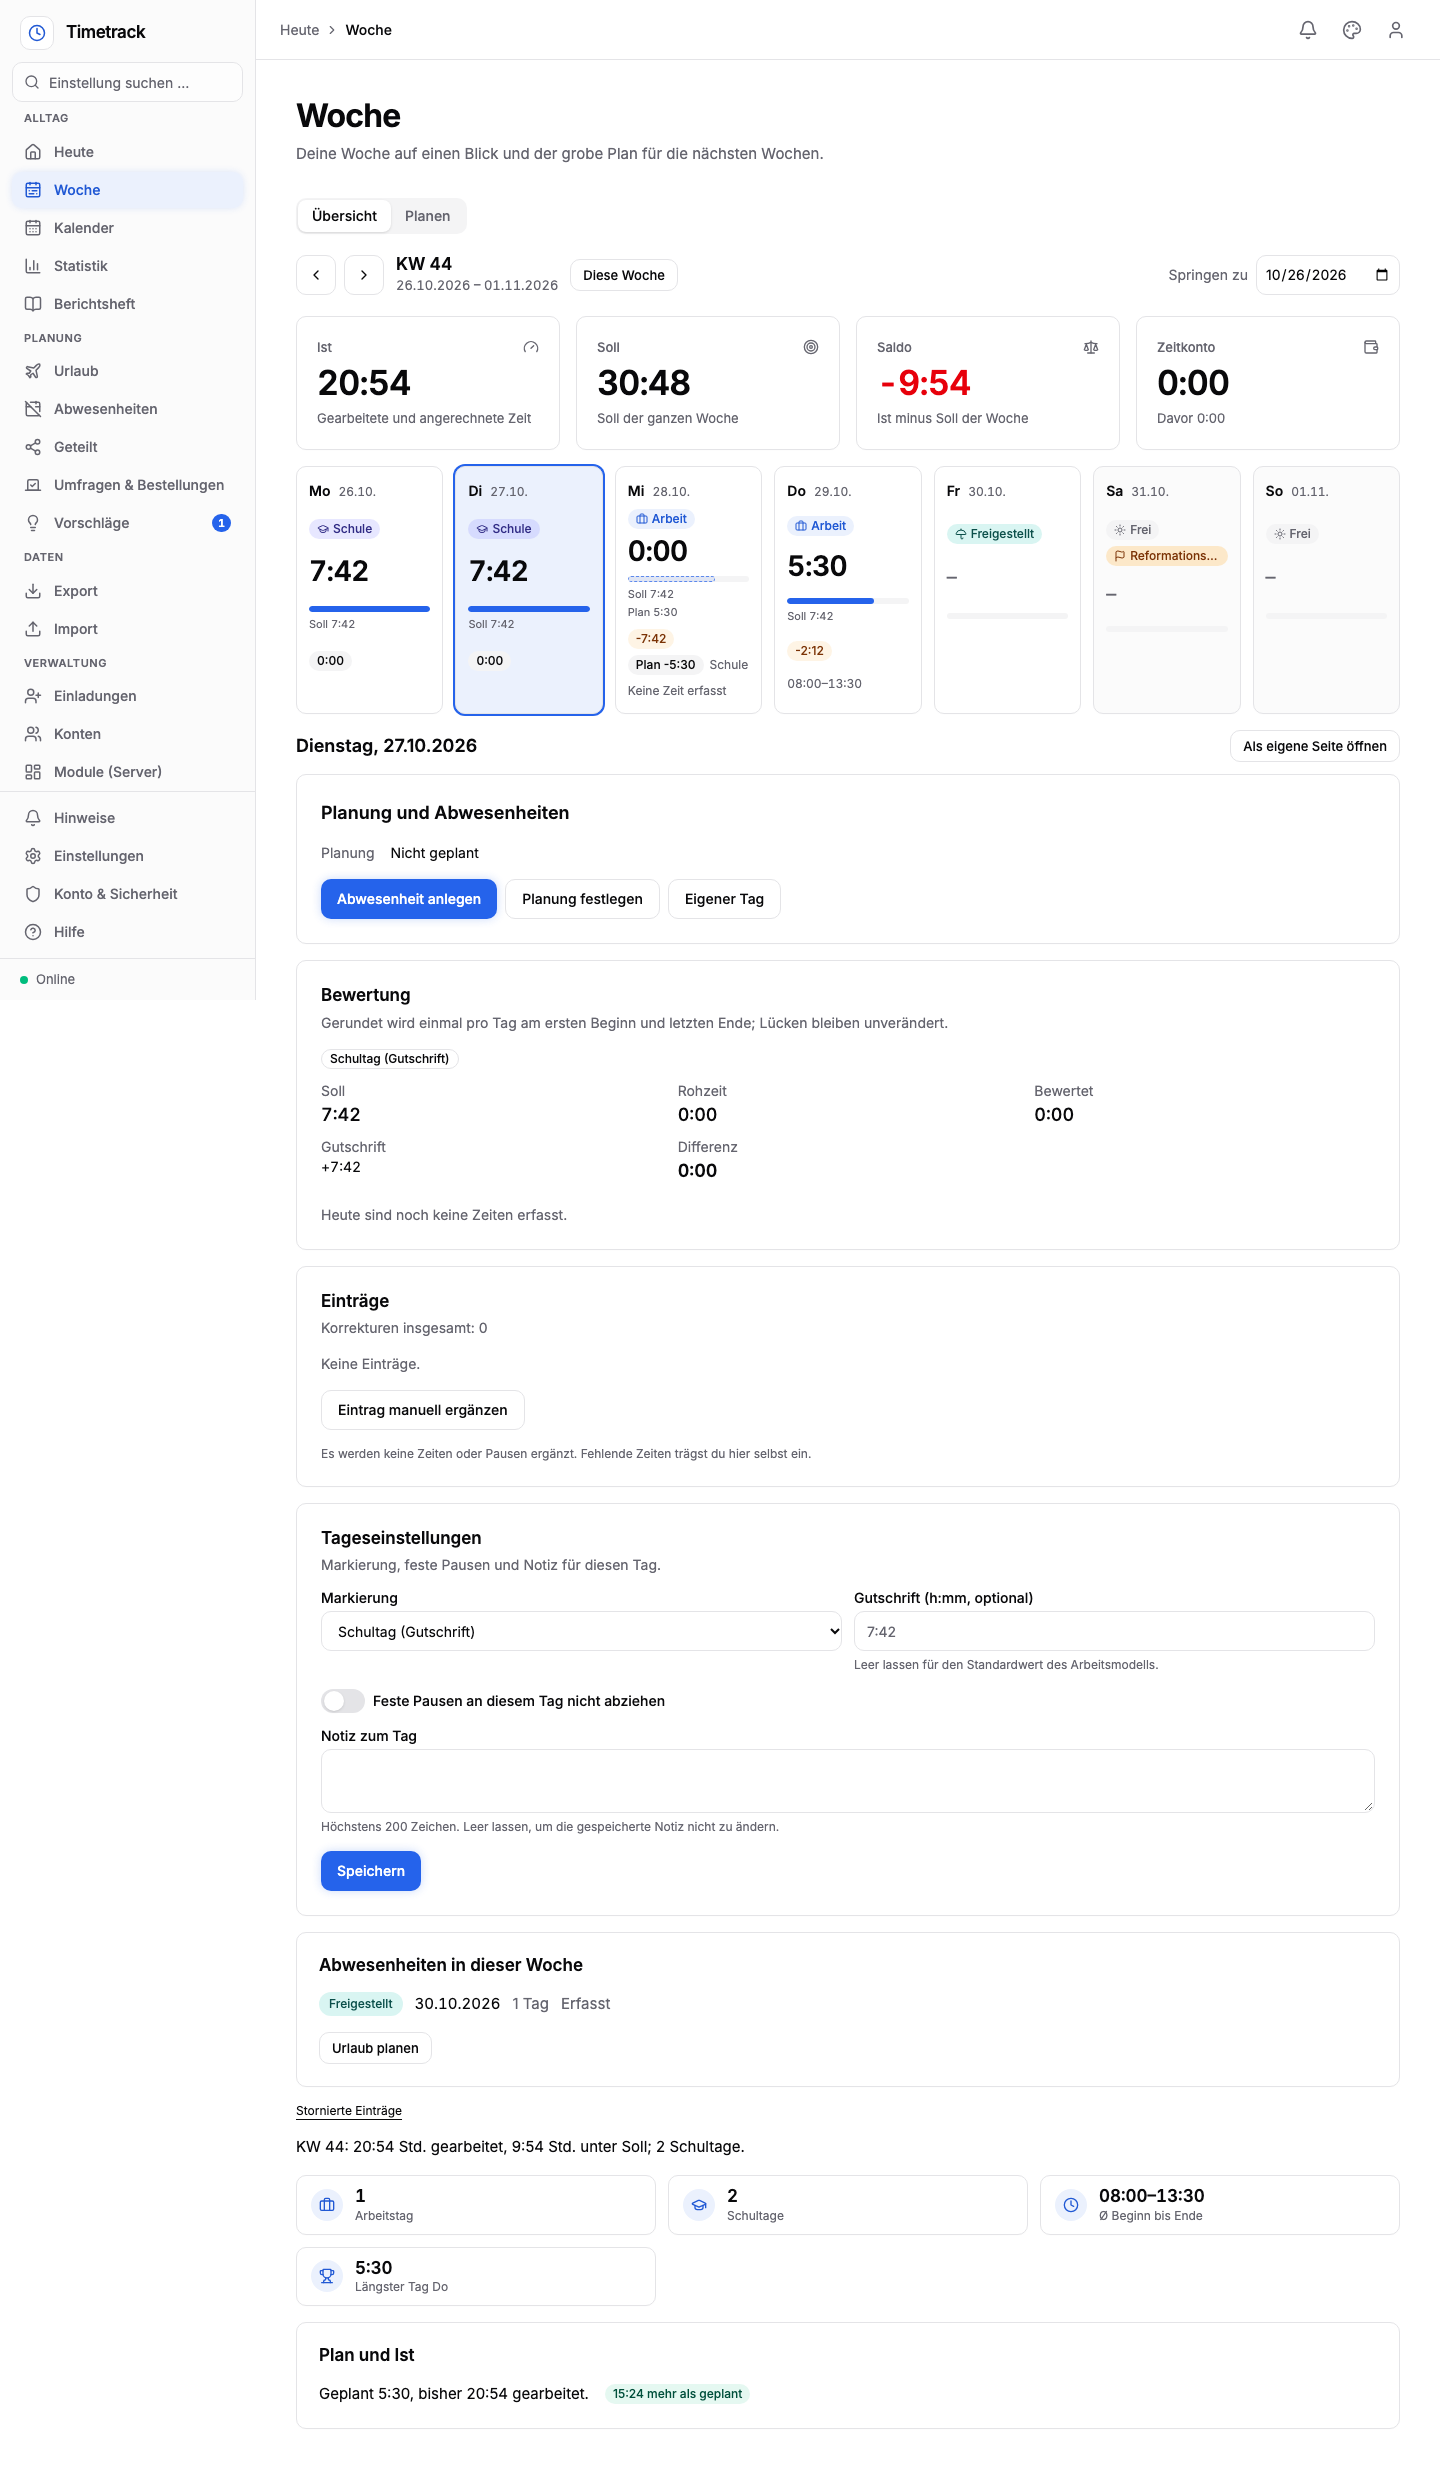 Timetrack
Einstellung suchen ...
ALLTAG
Heute
Woche
Kalender
Statistik
Berichtsheft
PLANUNG
Urlaub
Abwesenheiten
Geteilt
Umfragen & Bestellungen
Vorschläge 1
DATEN
Export
Import
VERWALTUNG
Einladungen
Konten
Module (Server)
Hinweise
Einstellungen
Konto & Sicherheit
Hilfe
Online
Heute > Woche
Woche
Deine Woche auf einen Blick und der grobe Plan für die nächsten Wochen.
Übersicht Planen
KW 44
26.10.2026 – 01.11.2026
Diese Woche
Springen zu 10/26/2026
Ist
20:54
Gearbeitete und angerechnete Zeit
Soll
30:48
Soll der ganzen Woche
Saldo
-9:54
Ist minus Soll der Woche
Zeitkonto
0:00
Davor 0:00
Mo 26.10.
Schule
7:42
Soll 7:42
0:00
Di 27.10.
Schule
7:42
Soll 7:42
0:00
Mi 28.10.
Arbeit
0:00
Soll 7:42
Plan 5:30
-7:42
Plan -5:30 Schule
Keine Zeit erfasst
Do 29.10.
Arbeit
5:30
Soll 7:42
-2:12
08:00–13:30
Fr 30.10.
Freigestellt
–
Sa 31.10.
Frei
Reformations...
–
So 01.11.
Frei
–
Dienstag, 27.10.2026
Als eigene Seite öffnen
Planung und Abwesenheiten
Planung Nicht geplant
Abwesenheit anlegen Planung festlegen Eigener Tag
Bewertung
Gerundet wird einmal pro Tag am ersten Beginn und letzten Ende; Lücken bleiben unverändert.
Schultag (Gutschrift)
Soll
7:42
Rohzeit
0:00
Bewertet
0:00
Gutschrift
+7:42
Differenz
0:00
Heute sind noch keine Zeiten erfasst.
Einträge
Korrekturen insgesamt: 0
Keine Einträge.
Eintrag manuell ergänzen
Es werden keine Zeiten oder Pausen ergänzt. Fehlende Zeiten trägst du hier selbst ein.
Tageseinstellungen
Markierung, feste Pausen und Notiz für diesen Tag.
Markierung
Schultag (Gutschrift)
Gutschrift (h:mm, optional)
7:42
Leer lassen für den Standardwert des Arbeitsmodells.
Feste Pausen an diesem Tag nicht abziehen
Notiz zum Tag
Höchstens 200 Zeichen. Leer lassen, um die gespeicherte Notiz nicht zu ändern.
Speichern
Abwesenheiten in dieser Woche
Freigestellt 30.10.2026 1 Tag Erfasst
Urlaub planen
Stornierte Einträge
KW 44: 20:54 Std. gearbeitet, 9:54 Std. unter Soll; 2 Schultage.
1
Arbeitstag
2
Schultage
08:00–13:30
Ø Beginn bis Ende
5:30
Längster Tag Do
Plan und Ist
Geplant 5:30, bisher 20:54 gearbeitet. 15:24 mehr als geplant